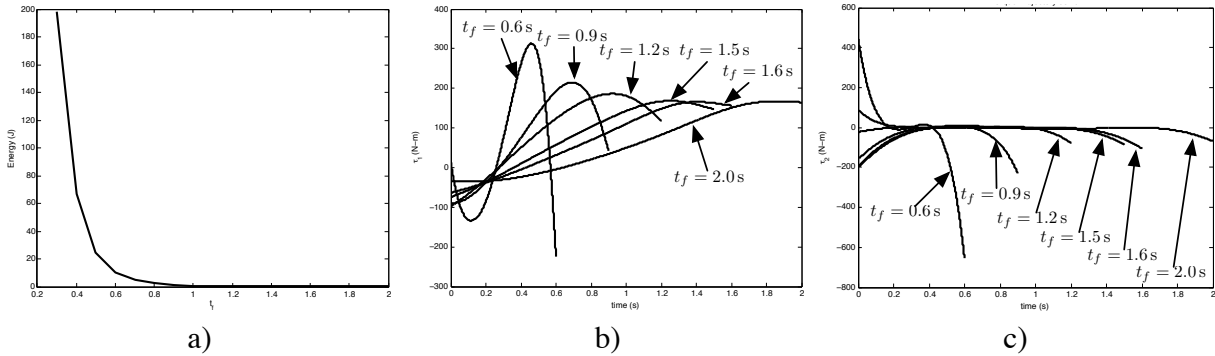 200
180
160
140
120
100
80
60
40
20
0
Energy (J)
0.2 0.4 0.6 0.8 1 1.2 1.4 1.6 1.8 2
t_f
a)
400
300
200
100
0
−100
−200
−300
τ_1 (N−m)
t_f = 0.6 s
t_f = 0.9 s
t_f = 1.2 s
t_f = 1.5 s
t_f = 1.6 s
t_f = 2.0 s
0 0.2 0.4 0.6 0.8 1 1.2 1.4 1.6 1.8 2
time (s)
b)
600
400
200
0
−200
−400
−600
−800
τ_2 (N−m)
t_f = 0.6 s
t_f = 0.9 s
t_f = 1.2 s
t_f = 1.5 s
t_f = 1.6 s
t_f = 2.0 s
0 0.2 0.4 0.6 0.8 1 1.2 1.4 1.6 1.8 2
time (s)
c)